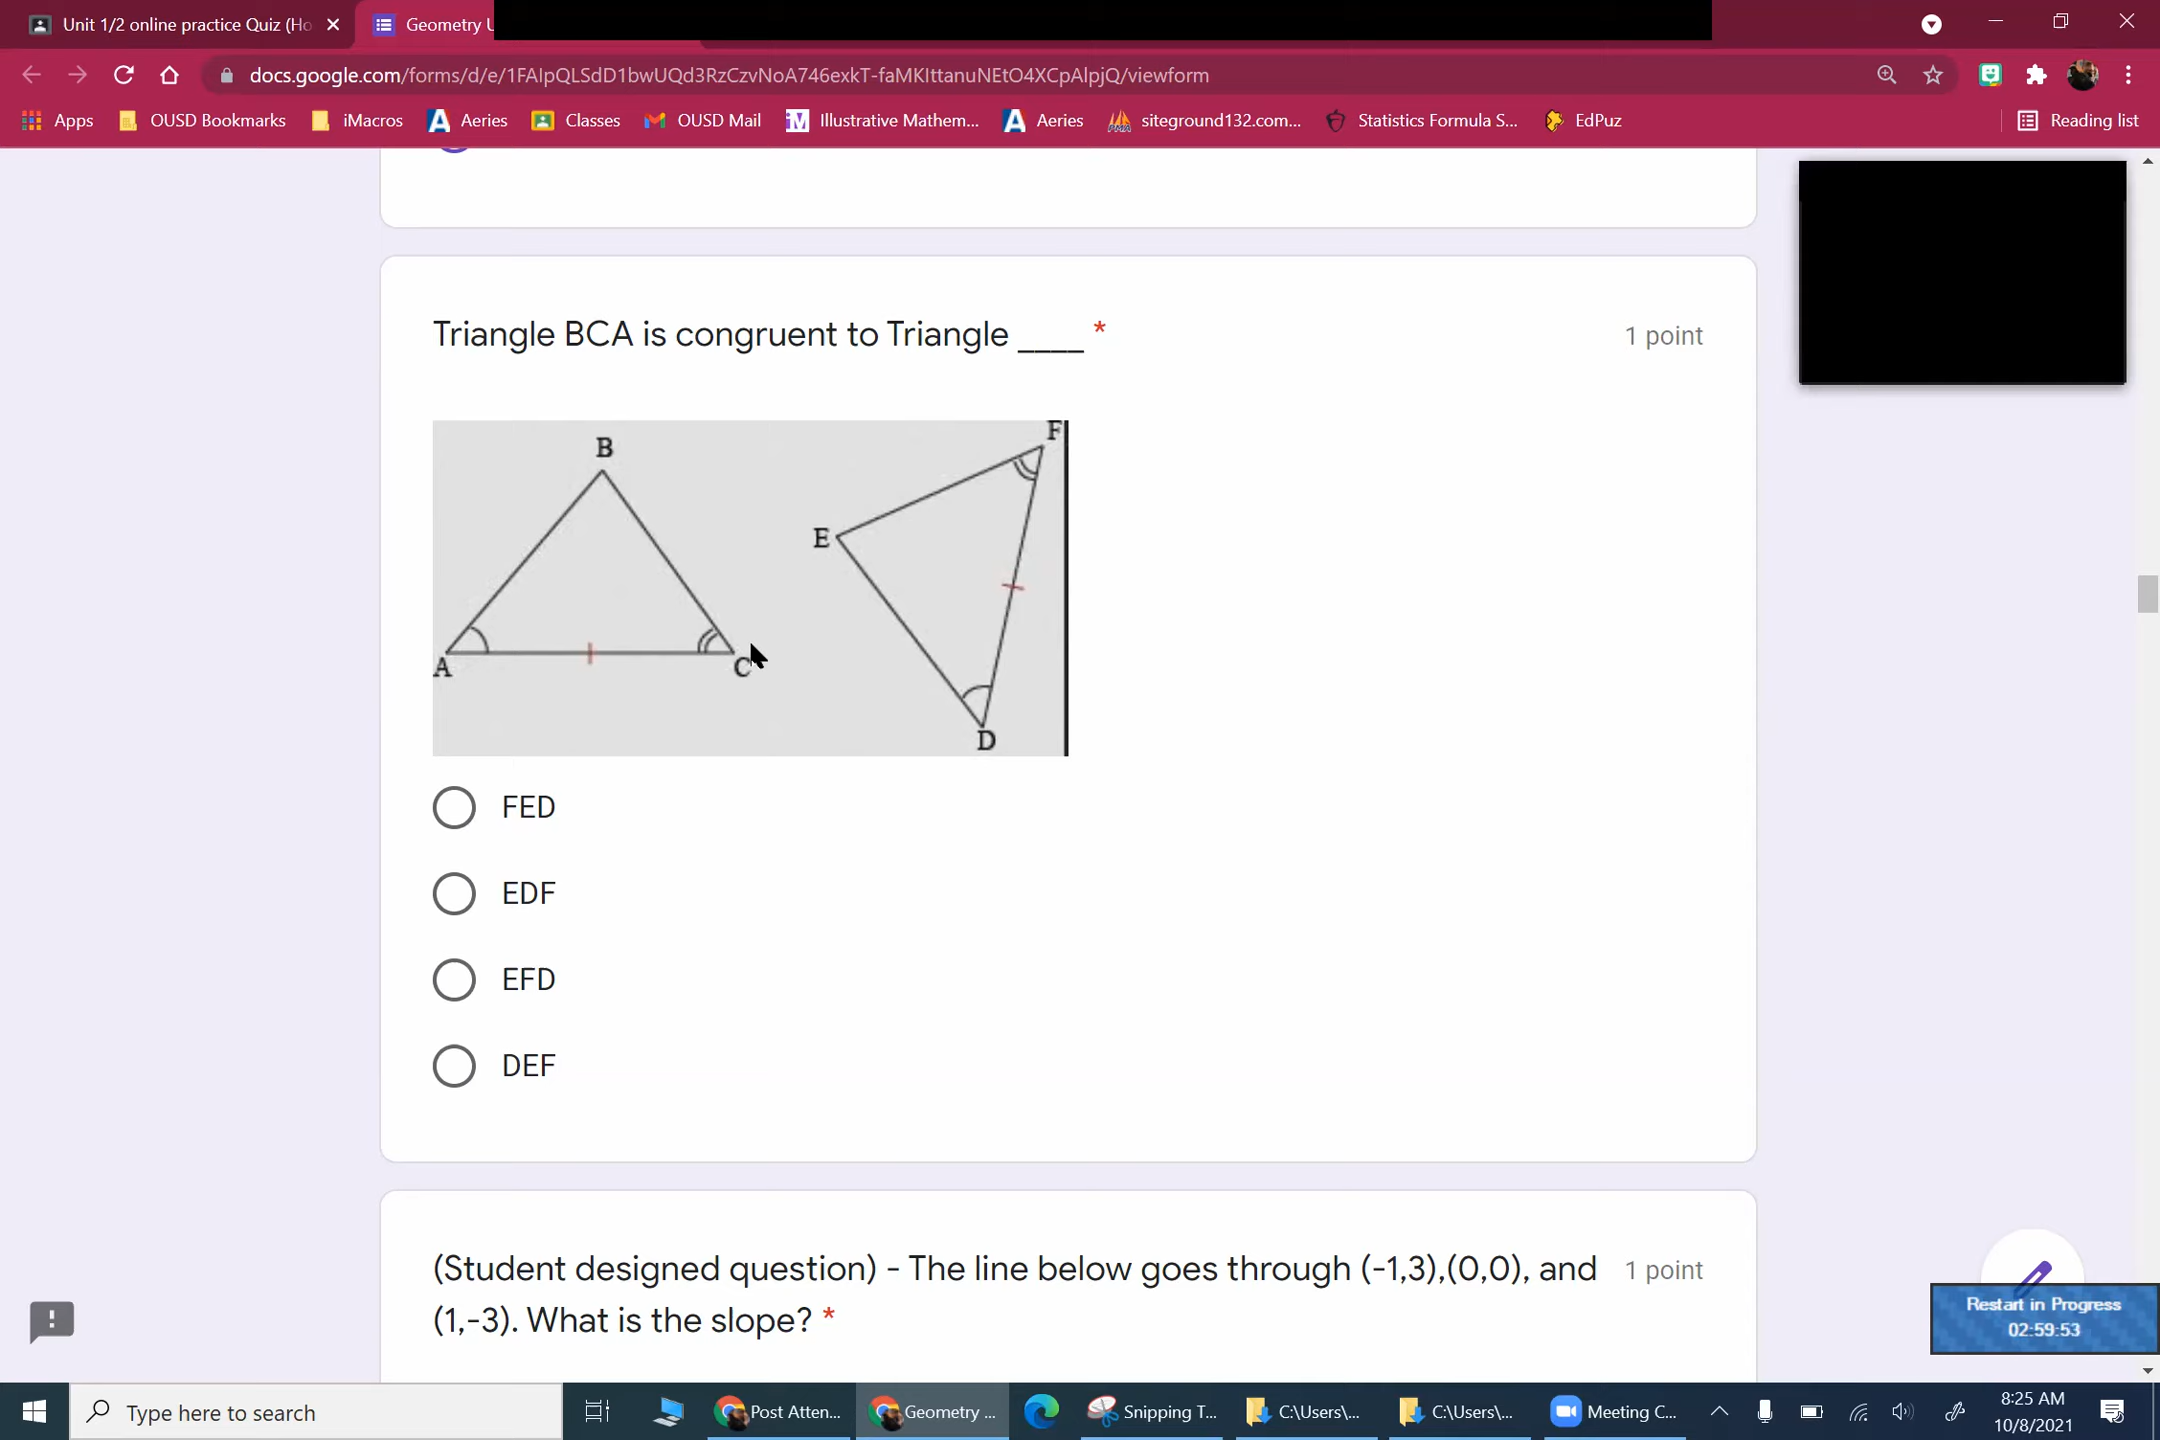 Unit 1/2 online practice Quiz (Ho
Geometry U
docs.google.com/forms/d/e/1FAIpQLSdD1bwUQd3RzCzvNoA746exkT-faMKIttanuNEtO4XCpAlpjQ/viewform
Apps OUSD Bookmarks iMacros Aeries Classes OUSD Mail Illustrative Mathem... Aeries siteground132.com... Statistics Formula S... EdPuz Reading list
Triangle BCA is congruent to Triangle ____ * 1 point
B F
E
A C
D
FED
EDF
EFD
DEF
(Student designed question) - The line below goes through (-1,3),(0,0), and 1 point
(1,-3). What is the slope? *
Restart in Progress
02:59:53
Type here to search
Post Atten... Geometry ... Snipping T... C:\Users\... C:\Users\... Meeting C...
8:25 AM
10/8/2021